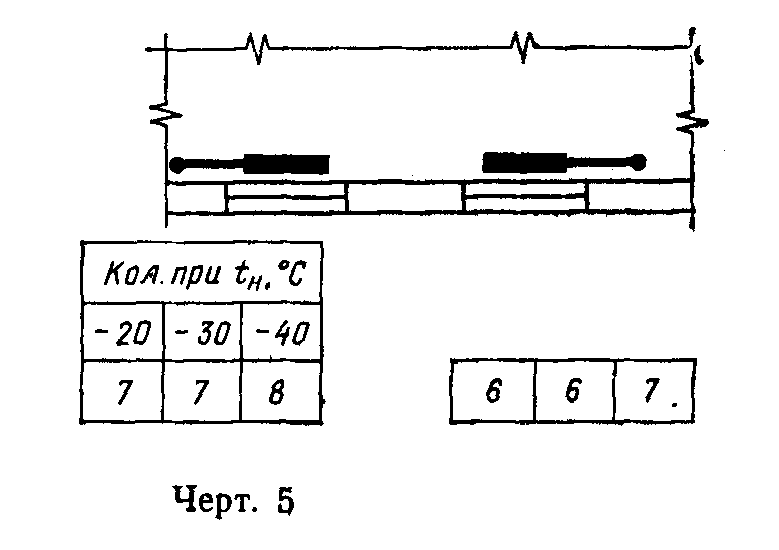 Кол. при tн, °С
-20 -30 -40
7 7 8 6 6 7.
Черт. 5